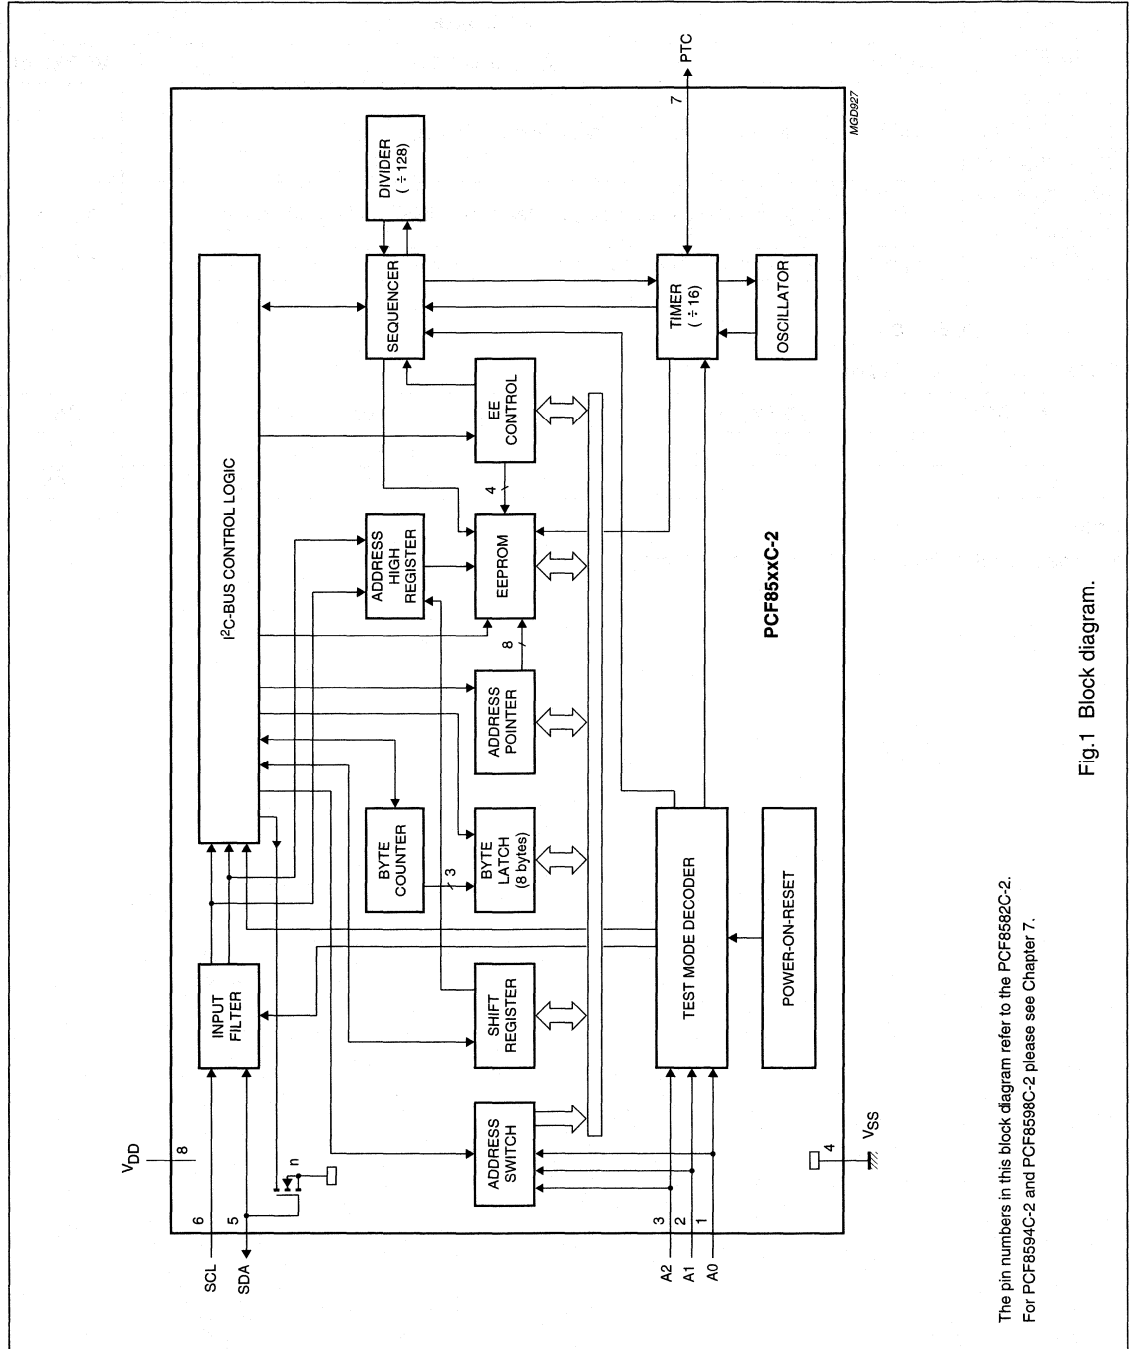 SCL
6
SDA
5
VDD
8
n
INPUT
FILTER
I²C-BUS CONTROL LOGIC
BYTE
COUNTER
3
ADDRESS
HIGH
REGISTER
SEQUENCER
DIVIDER
( ÷ 128)
ADDRESS
SWITCH
SHIFT
REGISTER
BYTE
LATCH
(8 bytes)
ADDRESS
POINTER
8
EEPROM
4
EE
CONTROL
A2
3
A1
2
A0
1
TEST MODE DECODER
POWER-ON-RESET
TIMER
( ÷ 16)
OSCILLATOR
7
PTC
PCF85xxC-2
4
VSS
MGD927
The pin numbers in this block diagram refer to the PCF8582C-2.
For PCF8594C-2 and PCF8598C-2 please see Chapter 7.
Fig.1 Block diagram.